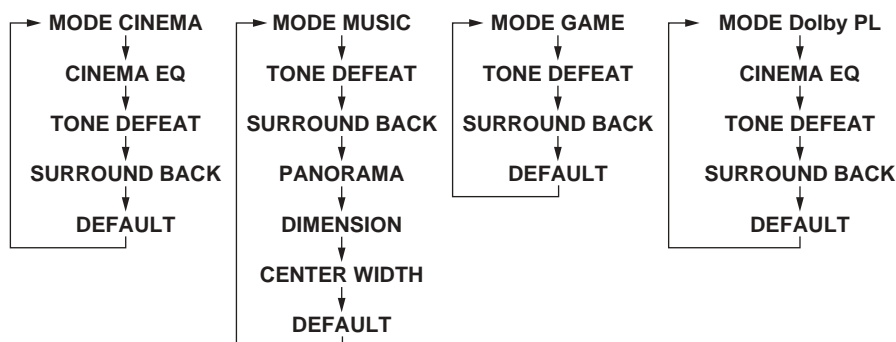 MODE CINEMA
CINEMA EQ
TONE DEFEAT
SURROUND BACK
DEFAULT
MODE MUSIC
TONE DEFEAT
SURROUND BACK
PANORAMA
DIMENSION
CENTER WIDTH
DEFAULT
MODE GAME
TONE DEFEAT
SURROUND BACK
DEFAULT
MODE Dolby PL
CINEMA EQ
TONE DEFEAT
SURROUND BACK
DEFAULT